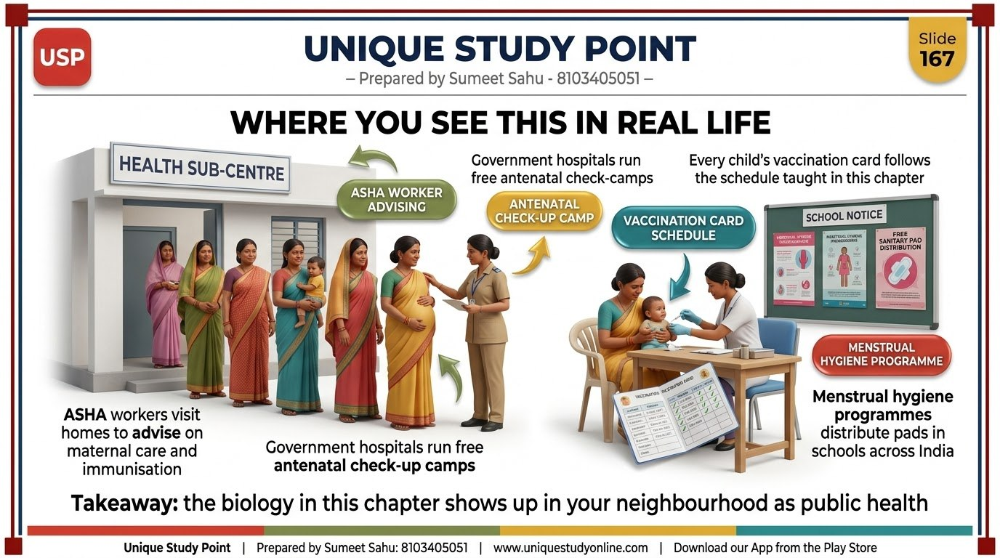 USP
UNIQUE STUDY POINT
– Prepared by Sumeet Sahu - 8103405051 –
Slide
167
WHERE YOU SEE THIS IN REAL LIFE
HEALTH SUB-CENTRE
ASHA WORKER
ADVISING
Government hospitals run
free antenatal check-camps
ANTENATAL
CHECK-UP CAMP
Every child's vaccination card follows
the schedule taught in this chapter
VACCINATION CARD
SCHEDULE
SCHOOL NOTICE
FREE
SANITARY PAD
DISTRIBUTION
MENSTRUAL
HYGIENE PROGRAMME
Menstrual hygiene
programmes
distribute pads in
schools across India
ASHA workers visit
homes to advise on
maternal care and
immunisation
Government hospitals run free
antenatal check-up camps
Takeaway: the biology in this chapter shows up in your neighbourhood as public health
Unique Study Point | Prepared by Sumeet Sahu: 8103405051 | www.uniquestudyonline.com | Download our App from the Play Store